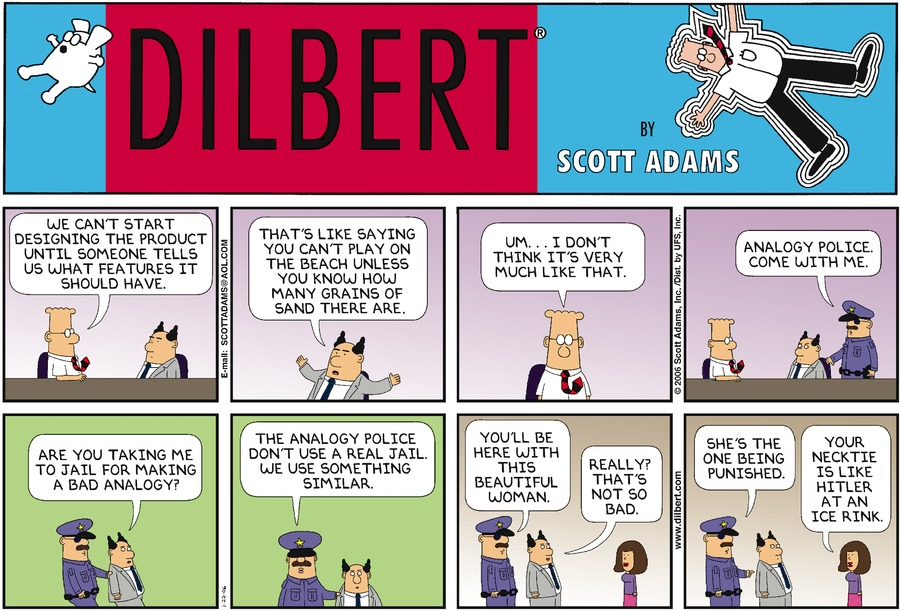 DILBERT®
BY
SCOTT ADAMS
WE CAN'T START
DESIGNING THE PRODUCT
UNTIL SOMEONE TELLS
US WHAT FEATURES IT
SHOULD HAVE.
E-mail: SCOTTADAMS@AOL.COM
THAT'S LIKE SAYING
YOU CAN'T PLAY ON
THE BEACH UNLESS
YOU KNOW HOW
MANY GRAINS OF
SAND THERE ARE.
UM. . . I DON'T
THINK IT'S VERY
MUCH LIKE THAT.
© 2006 Scott Adams, Inc. /Dist. by UFS, Inc.
ANALOGY POLICE.
COME WITH ME.
ARE YOU TAKING ME
TO JAIL FOR MAKING
A BAD ANALOGY?
1-22-06
THE ANALOGY POLICE
DON'T USE A REAL JAIL.
WE USE SOMETHING
SIMILAR.
YOU'LL BE
HERE WITH
THIS
BEAUTIFUL
WOMAN.
REALLY?
THAT'S
NOT SO
BAD.
www.dilbert.com
SHE'S THE
ONE BEING
PUNISHED.
YOUR
NECKTIE
IS LIKE
HITLER
AT AN
ICE RINK.